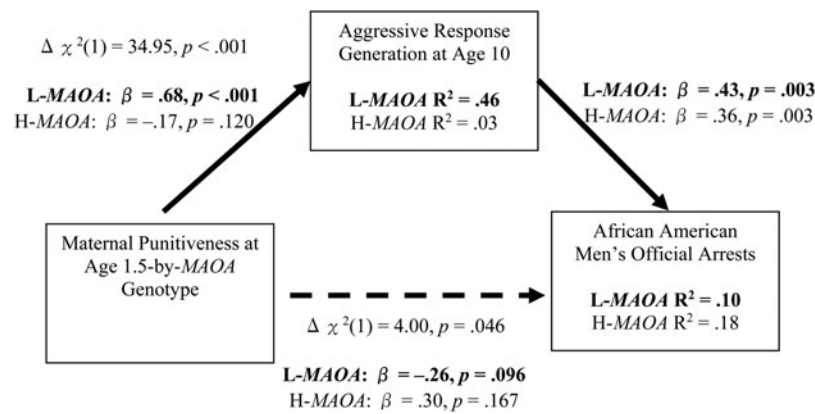 Δ χ²(1) = 34.95, p < .001
L-MAOA: β = .68, p < .001
H-MAOA: β = –.17, p = .120
Aggressive Response
Generation at Age 10
L-MAOA R² = .46
H-MAOA R² = .03
L-MAOA: β = .43, p = .003
H-MAOA: β = .36, p = .003
Maternal Punitiveness at
Age 1.5-by-MAOA
Genotype
African American
Men’s Official Arrests
L-MAOA R² = .10
H-MAOA R² = .18
Δ χ²(1) = 4.00, p = .046
L-MAOA: β = –.26, p = .096
H-MAOA: β = .30, p = .167